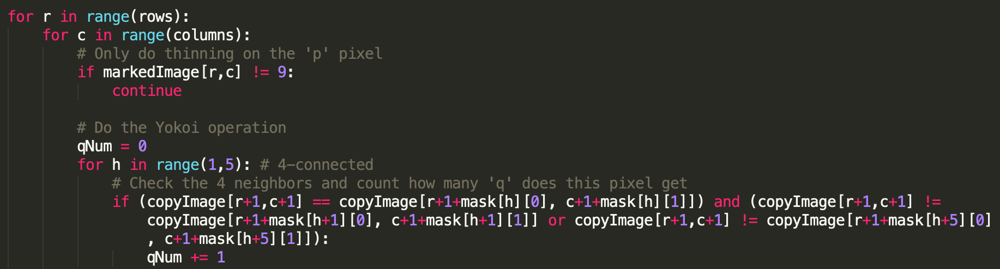 for r in range(rows):
    for c in range(columns):
        # Only do thinning on the 'p' pixel
        if markedImage[r,c] != 9:
            continue

        # Do the Yokoi operation
        qNum = 0
        for h in range(1,5): # 4-connected
            # Check the 4 neighbors and count how many 'q' does this pixel get
            if (copyImage[r+1,c+1] == copyImage[r+1+mask[h][0], c+1+mask[h][1]]) and (copyImage[r+1,c+1] !=
                copyImage[r+1+mask[h+1][0], c+1+mask[h+1][1]] or copyImage[r+1,c+1] != copyImage[r+1+mask[h+5][0]
                , c+1+mask[h+5][1]]):
                qNum += 1